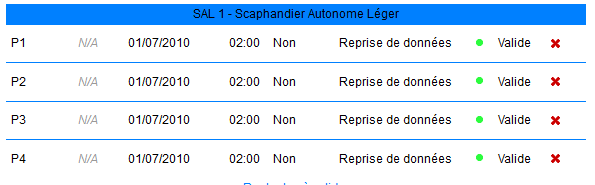 SAL 1 - Scaphandier Autonome Léger
P1 N/A 01/07/2010 02:00 Non Reprise de données Valide
P2 N/A 01/07/2010 02:00 Non Reprise de données Valide
P3 N/A 01/07/2010 02:00 Non Reprise de données Valide
P4 N/A 01/07/2010 02:00 Non Reprise de données Valide